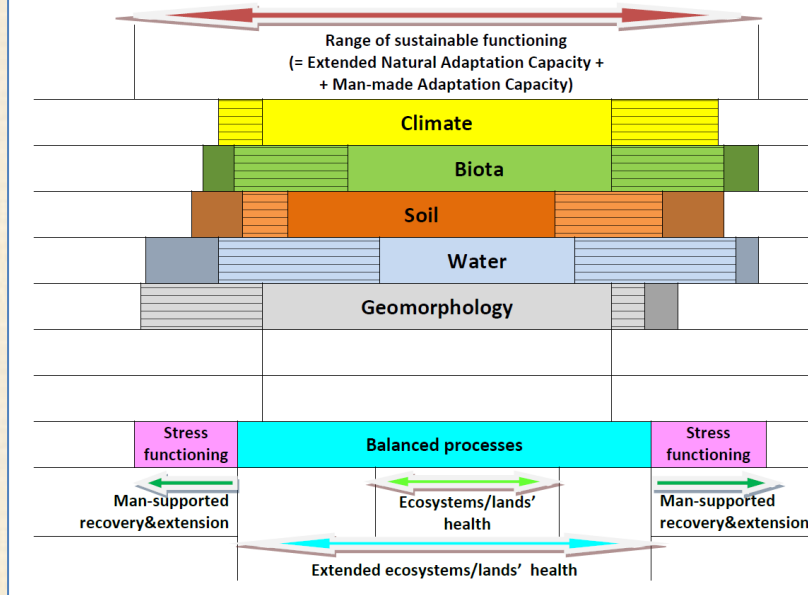 Range of sustainable functioning
(= Extended Natural Adaptation Capacity +
+ Man-made Adaptation Capacity)
Climate
Biota
Soil
Water
Geomorphology
Stress
functioning
Balanced processes
Stress
functioning
Man-supported
recovery&extension
Ecosystems/lands'
health
Man-supported
recovery&extension
Extended ecosystems/lands' health